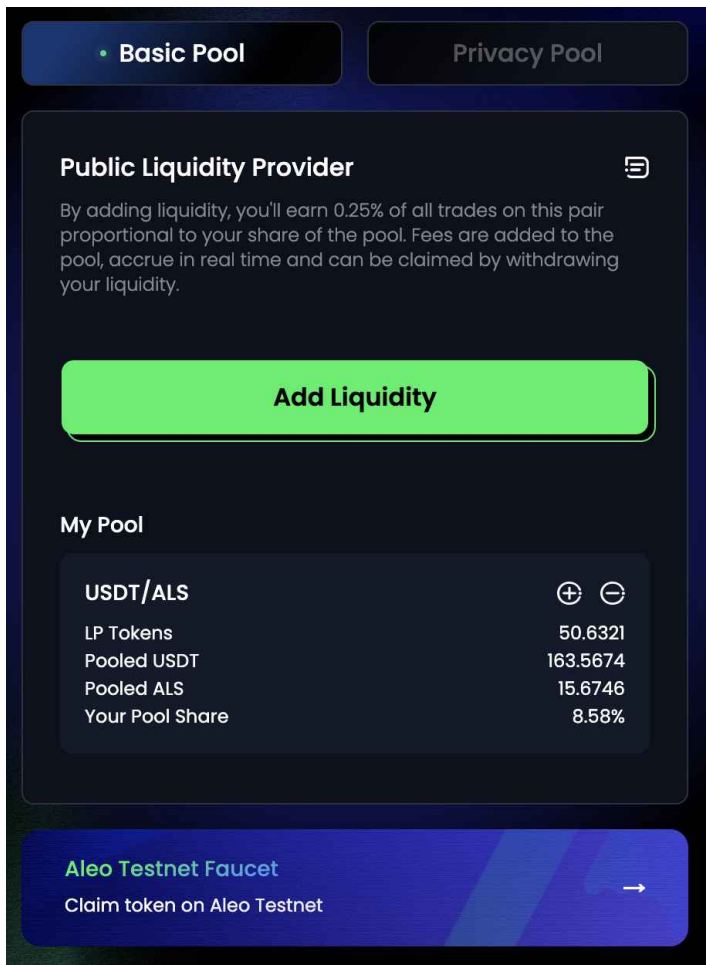 Basic Pool
Privacy Pool
Public Liquidity Provider
By adding liquidity, you'll earn 0.25% of all trades on this pair
proportional to your share of the pool. Fees are added to the
pool, accrue in real time and can be claimed by withdrawing
your liquidity.
Add Liquidity
My Pool
USDT/ALS
LP Tokens 50.6321
Pooled USDT 163.5674
Pooled ALS 15.6746
Your Pool Share 8.58%
Aleo Testnet Faucet
Claim token on Aleo Testnet